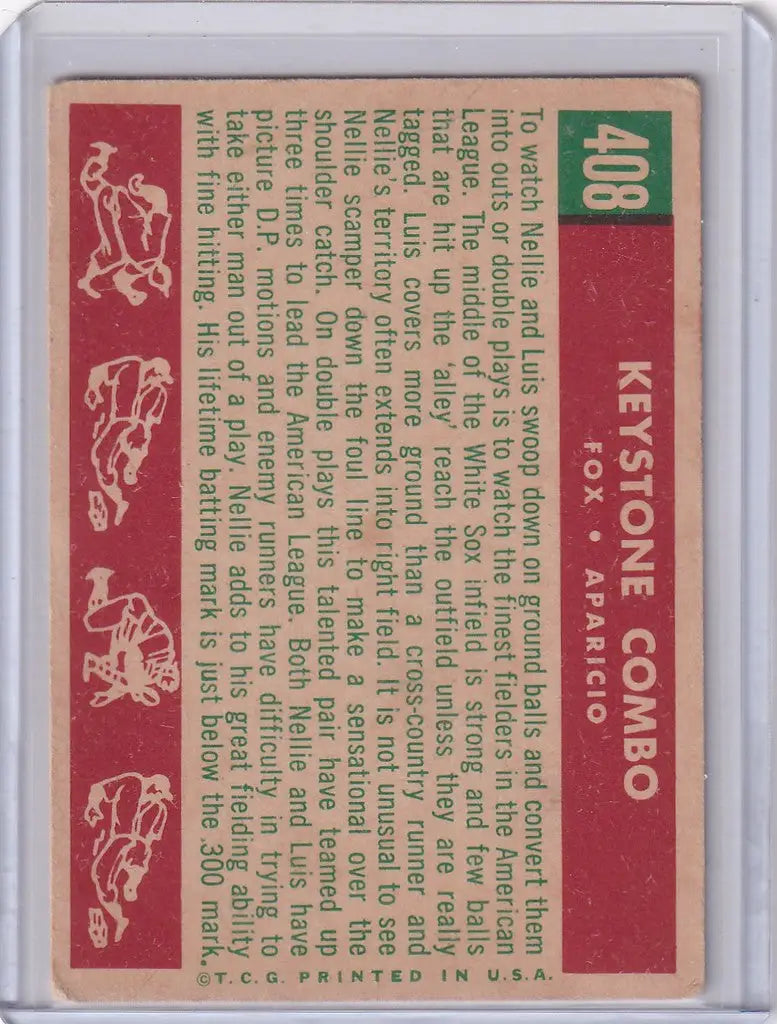 408
KEYSTONE COMBO
FOX • APARICIO
To watch Nellie and Luis swoop down on ground balls and convert them
into outs or double plays is to watch the finest fielders in the American
League. The middle of the White Sox infield is strong and few balls
that are hit up the 'alley' reach the outfield unless they are really
tagged. Luis covers more ground than a cross-country runner and
Nellie's territory often extends into right field. It is not unusual to see
Nellie scamper down the foul line to make a sensational over the
shoulder catch. On double plays this talented pair have teamed up
three times to lead the American League. Both Nellie and Luis have
picture D.P. motions and enemy runners have difficulty in trying to
take either man out of a play. Nellie adds to his great fielding ability
with fine hitting. His lifetime batting mark is just below the .300 mark.
© T. C. G. PRINTED IN U.S.A.